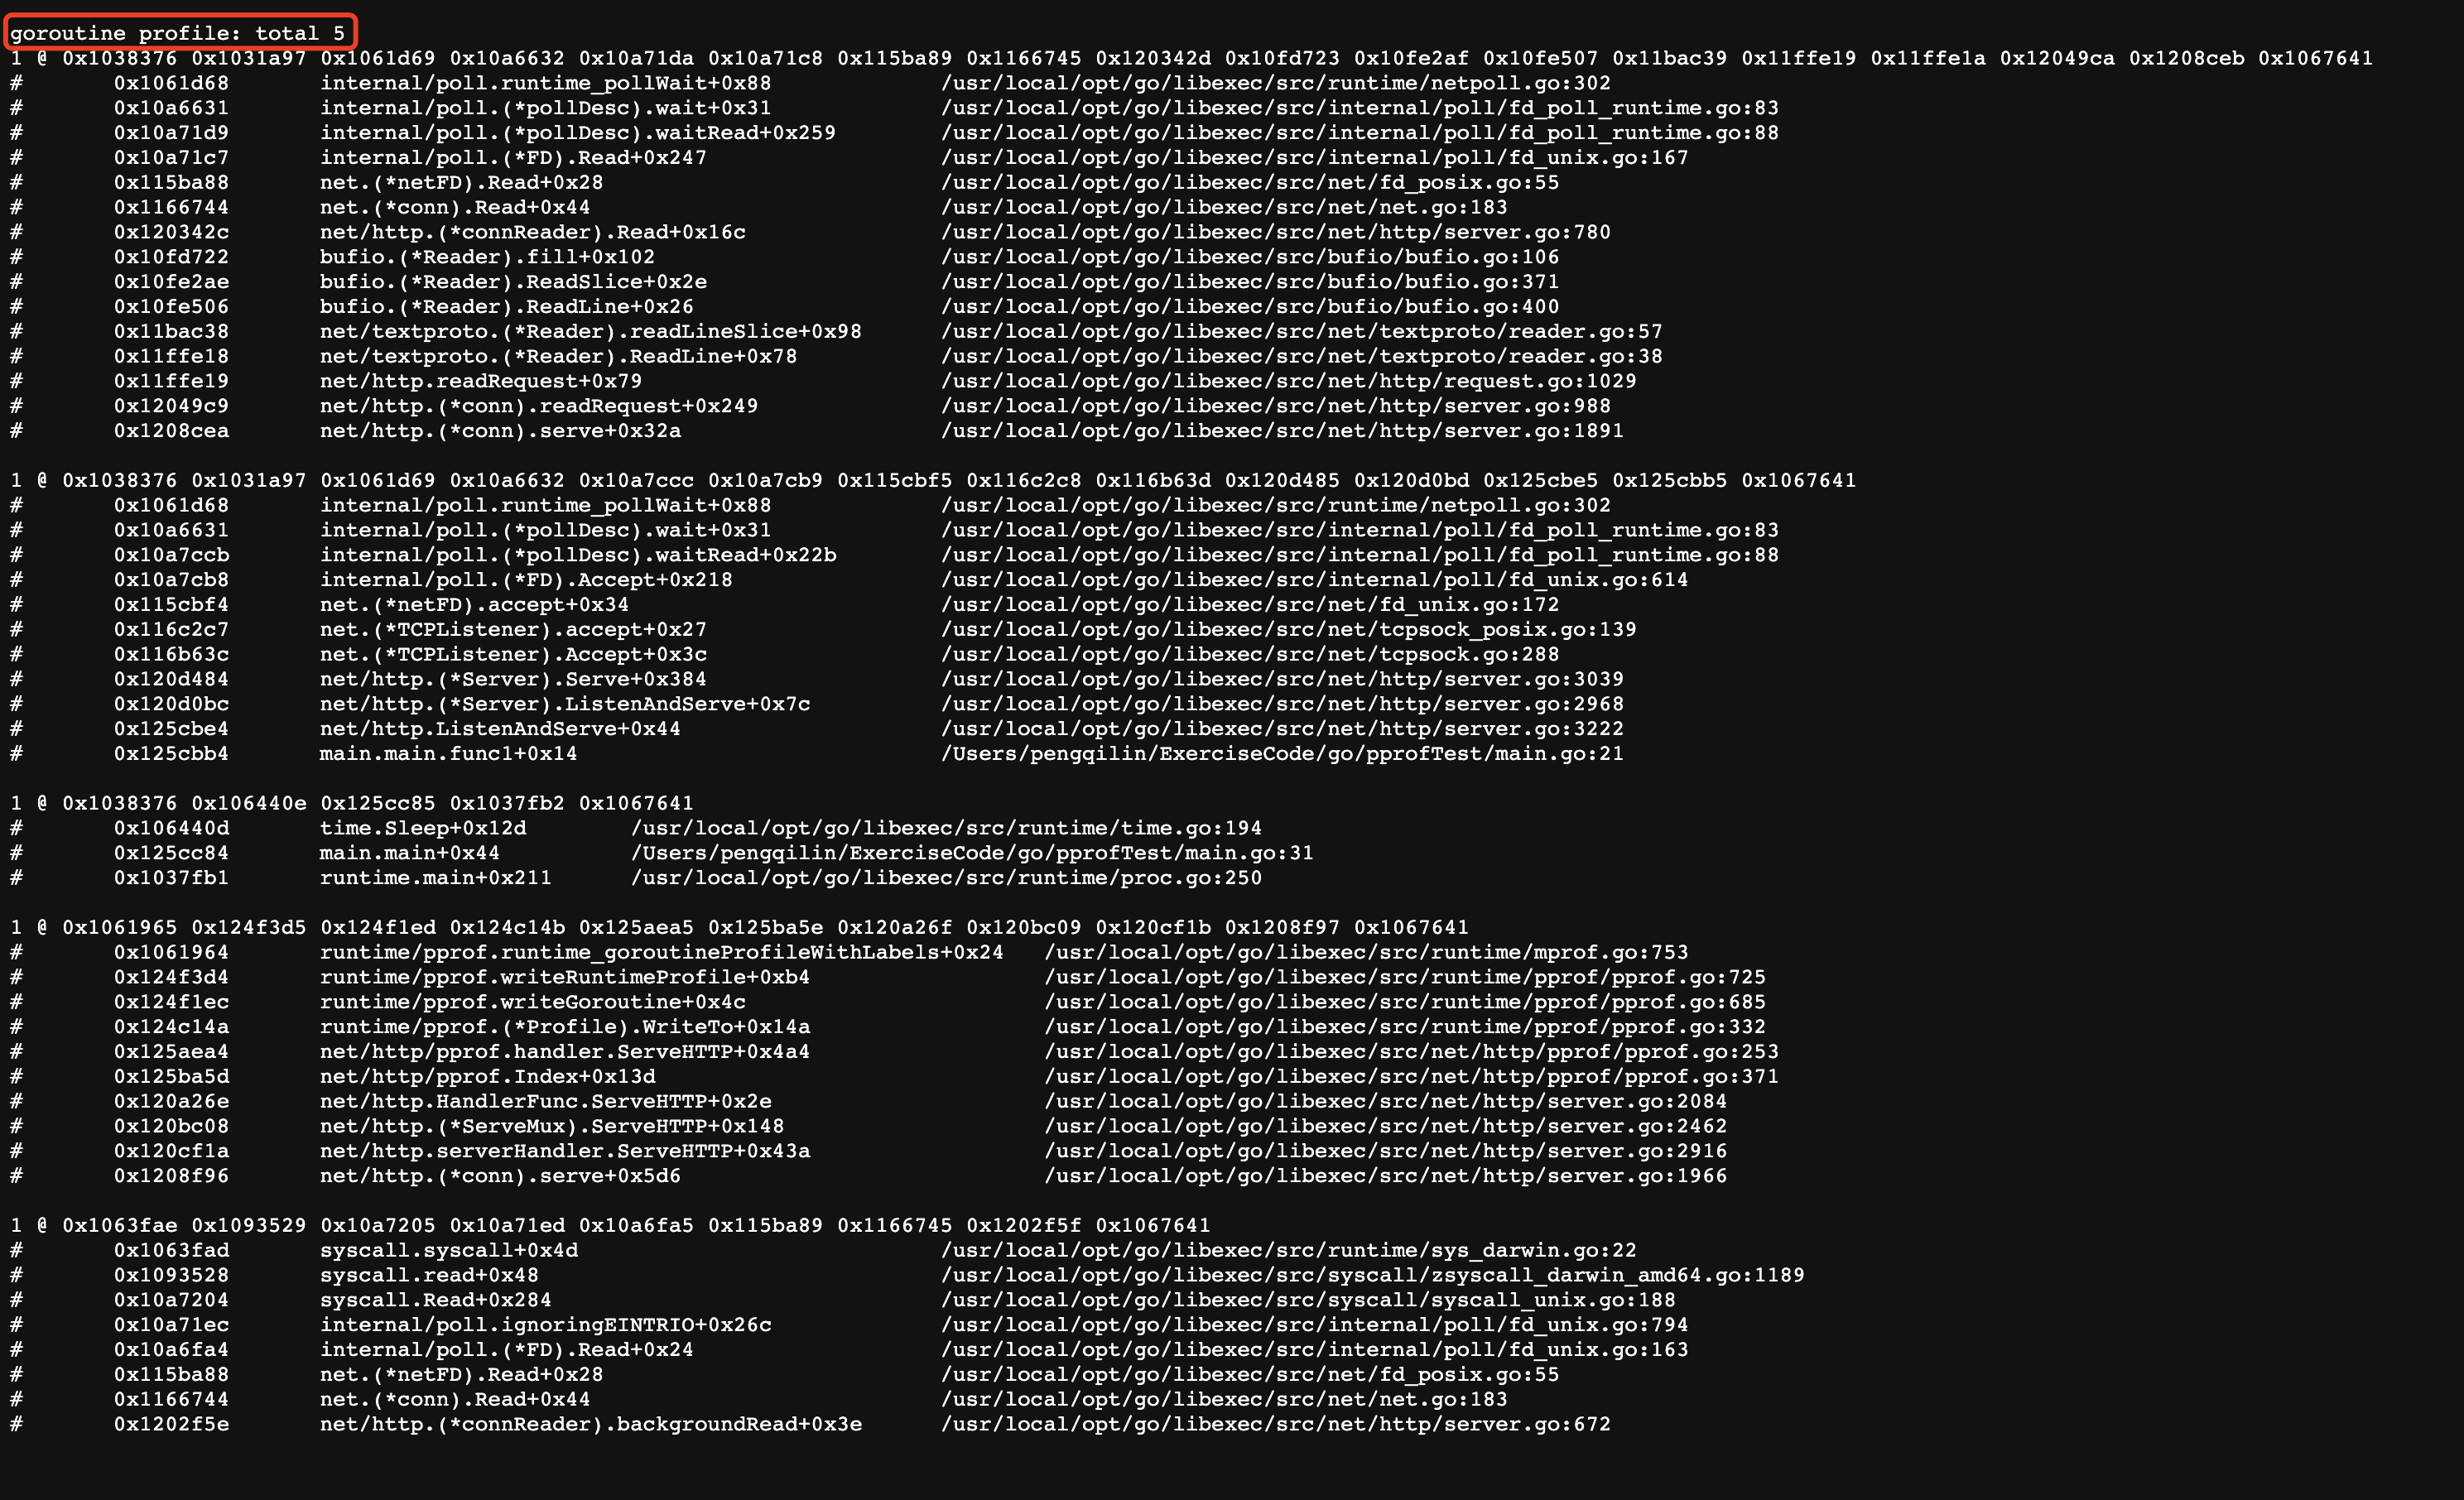 goroutine profile: total 5
1 @ 0x1038376 0x1031a97 0x1061d69 0x10a6632 0x10a71da 0x10a71c8 0x115ba89 0x1166745 0x120342d 0x10fd723 0x10fe2af 0x10fe507 0x11bac39 0x11ffe19 0x11ffe1a 0x12049ca 0x1208ceb 0x1067641
# 0x1061d68 internal/poll.runtime_pollWait+0x88 /usr/local/opt/go/libexec/src/runtime/netpoll.go:302
# 0x10a6631 internal/poll.(*pollDesc).wait+0x31 /usr/local/opt/go/libexec/src/internal/poll/fd_poll_runtime.go:83
# 0x10a71d9 internal/poll.(*pollDesc).waitRead+0x259 /usr/local/opt/go/libexec/src/internal/poll/fd_poll_runtime.go:88
# 0x10a71c7 internal/poll.(*FD).Read+0x247 /usr/local/opt/go/libexec/src/internal/poll/fd_unix.go:167
# 0x115ba88 net.(*netFD).Read+0x28 /usr/local/opt/go/libexec/src/net/fd_posix.go:55
# 0x1166744 net.(*conn).Read+0x44 /usr/local/opt/go/libexec/src/net/net.go:183
# 0x120342c net/http.(*connReader).Read+0x16c /usr/local/opt/go/libexec/src/net/http/server.go:780
# 0x10fd722 bufio.(*Reader).fill+0x102 /usr/local/opt/go/libexec/src/bufio/bufio.go:106
# 0x10fe2ae bufio.(*Reader).ReadSlice+0x2e /usr/local/opt/go/libexec/src/bufio/bufio.go:371
# 0x10fe506 bufio.(*Reader).ReadLine+0x26 /usr/local/opt/go/libexec/src/bufio/bufio.go:400
# 0x11bac38 net/textproto.(*Reader).readLineSlice+0x98 /usr/local/opt/go/libexec/src/net/textproto/reader.go:57
# 0x11ffe18 net/textproto.(*Reader).ReadLine+0x78 /usr/local/opt/go/libexec/src/net/textproto/reader.go:38
# 0x11ffe19 net/http.readRequest+0x79 /usr/local/opt/go/libexec/src/net/http/request.go:1029
# 0x12049c9 net/http.(*conn).readRequest+0x249 /usr/local/opt/go/libexec/src/net/http/server.go:988
# 0x1208cea net/http.(*conn).serve+0x32a /usr/local/opt/go/libexec/src/net/http/server.go:1891
1 @ 0x1038376 0x1031a97 0x1061d69 0x10a6632 0x10a7ccc 0x10a7cb9 0x115cbf5 0x116c2c8 0x116b63d 0x120d485 0x120d0bd 0x125cbe5 0x125cbb5 0x1067641
# 0x1061d68 internal/poll.runtime_pollWait+0x88 /usr/local/opt/go/libexec/src/runtime/netpoll.go:302
# 0x10a6631 internal/poll.(*pollDesc).wait+0x31 /usr/local/opt/go/libexec/src/internal/poll/fd_poll_runtime.go:83
# 0x10a7ccb internal/poll.(*pollDesc).waitRead+0x22b /usr/local/opt/go/libexec/src/internal/poll/fd_poll_runtime.go:88
# 0x10a7cb8 internal/poll.(*FD).Accept+0x218 /usr/local/opt/go/libexec/src/internal/poll/fd_unix.go:614
# 0x115cbf4 net.(*netFD).accept+0x34 /usr/local/opt/go/libexec/src/net/fd_unix.go:172
# 0x116c2c7 net.(*TCPListener).accept+0x27 /usr/local/opt/go/libexec/src/net/tcpsock_posix.go:139
# 0x116b63c net.(*TCPListener).Accept+0x3c /usr/local/opt/go/libexec/src/net/tcpsock.go:288
# 0x120d484 net/http.(*Server).Serve+0x384 /usr/local/opt/go/libexec/src/net/http/server.go:3039
# 0x120d0bc net/http.(*Server).ListenAndServe+0x7c /usr/local/opt/go/libexec/src/net/http/server.go:2968
# 0x125cbe4 net/http.ListenAndServe+0x44 /usr/local/opt/go/libexec/src/net/http/server.go:3222
# 0x125cbb4 main.main.func1+0x14 /Users/pengqilin/ExerciseCode/go/pprofTest/main.go:21
1 @ 0x1038376 0x106440e 0x125cc85 0x1037fb2 0x1067641
# 0x106440d time.Sleep+0x12d /usr/local/opt/go/libexec/src/runtime/time.go:194
# 0x125cc84 main.main+0x44 /Users/pengqilin/ExerciseCode/go/pprofTest/main.go:31
# 0x1037fb1 runtime.main+0x211 /usr/local/opt/go/libexec/src/runtime/proc.go:250
1 @ 0x1061965 0x124f3d5 0x124f1ed 0x124c14b 0x125aea5 0x125ba5e 0x120a26f 0x120bc09 0x120cf1b 0x1208f97 0x1067641
# 0x1061964 runtime/pprof.runtime_goroutineProfileWithLabels+0x24 /usr/local/opt/go/libexec/src/runtime/mprof.go:753
# 0x124f3d4 runtime/pprof.writeRuntimeProfile+0xb4 /usr/local/opt/go/libexec/src/runtime/pprof/pprof.go:725
# 0x124f1ec runtime/pprof.writeGoroutine+0x4c /usr/local/opt/go/libexec/src/runtime/pprof/pprof.go:685
# 0x124c14a runtime/pprof.(*Profile).WriteTo+0x14a /usr/local/opt/go/libexec/src/runtime/pprof/pprof.go:332
# 0x125aea4 net/http/pprof.handler.ServeHTTP+0x4a4 /usr/local/opt/go/libexec/src/net/http/pprof/pprof.go:253
# 0x125ba5d net/http/pprof.Index+0x13d /usr/local/opt/go/libexec/src/net/http/pprof/pprof.go:371
# 0x120a26e net/http.HandlerFunc.ServeHTTP+0x2e /usr/local/opt/go/libexec/src/net/http/server.go:2084
# 0x120bc08 net/http.(*ServeMux).ServeHTTP+0x148 /usr/local/opt/go/libexec/src/net/http/server.go:2462
# 0x120cf1a net/http.serverHandler.ServeHTTP+0x43a /usr/local/opt/go/libexec/src/net/http/server.go:2916
# 0x1208f96 net/http.(*conn).serve+0x5d6 /usr/local/opt/go/libexec/src/net/http/server.go:1966
1 @ 0x1063fae 0x1093529 0x10a7205 0x10a71ed 0x10a6fa5 0x115ba89 0x1166745 0x1202f5f 0x1067641
# 0x1063fad syscall.syscall+0x4d /usr/local/opt/go/libexec/src/runtime/sys_darwin.go:22
# 0x1093528 syscall.read+0x48 /usr/local/opt/go/libexec/src/syscall/zsyscall_darwin_amd64.go:1189
# 0x10a7204 syscall.Read+0x284 /usr/local/opt/go/libexec/src/syscall/syscall_unix.go:188
# 0x10a71ec internal/poll.ignoringEINTRIO+0x26c /usr/local/opt/go/libexec/src/internal/poll/fd_unix.go:794
# 0x10a6fa4 internal/poll.(*FD).Read+0x24 /usr/local/opt/go/libexec/src/internal/poll/fd_unix.go:163
# 0x115ba88 net.(*netFD).Read+0x28 /usr/local/opt/go/libexec/src/net/fd_posix.go:55
# 0x1166744 net.(*conn).Read+0x44 /usr/local/opt/go/libexec/src/net/net.go:183
# 0x1202f5e net/http.(*connReader).backgroundRead+0x3e /usr/local/opt/go/libexec/src/net/http/server.go:672